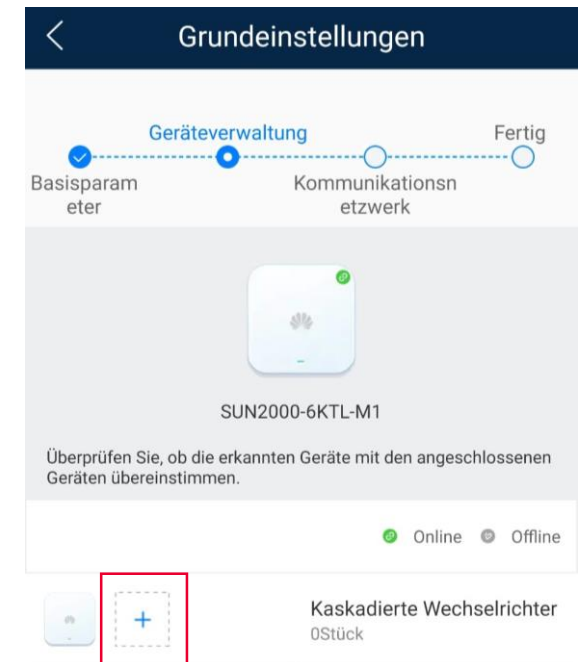 Grundeinstellungen
Geräteverwaltung
Fertig
Basisparam
eter
Kommunikationsn
etzwerk
SUN2000-6KTL-M1
Überprüfen Sie, ob die erkannten Geräte mit den angeschlossenen
Geräten übereinstimmen.
Online Offline
+
Kaskadierte Wechselrichter
0Stück